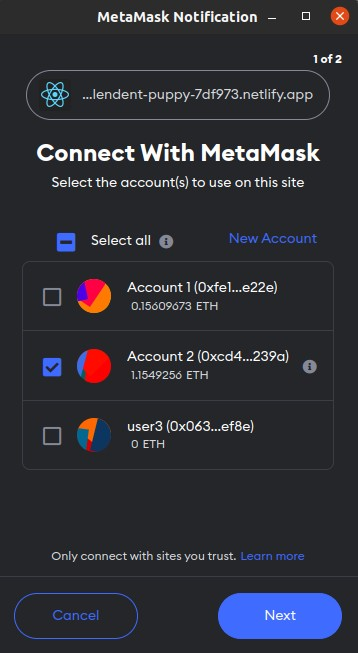 MetaMask Notification
1 of 2
...lendent-puppy-7df973.netlify.app
Connect With MetaMask
Select the account(s) to use on this site
Select all
New Account
Account 1 (0xfe1...e22e)
0.15609673 ETH
Account 2 (0xcd4...239a)
1.1549256 ETH
user3 (0x063...ef8e)
0 ETH
Only connect with sites you trust. Learn more
Cancel
Next